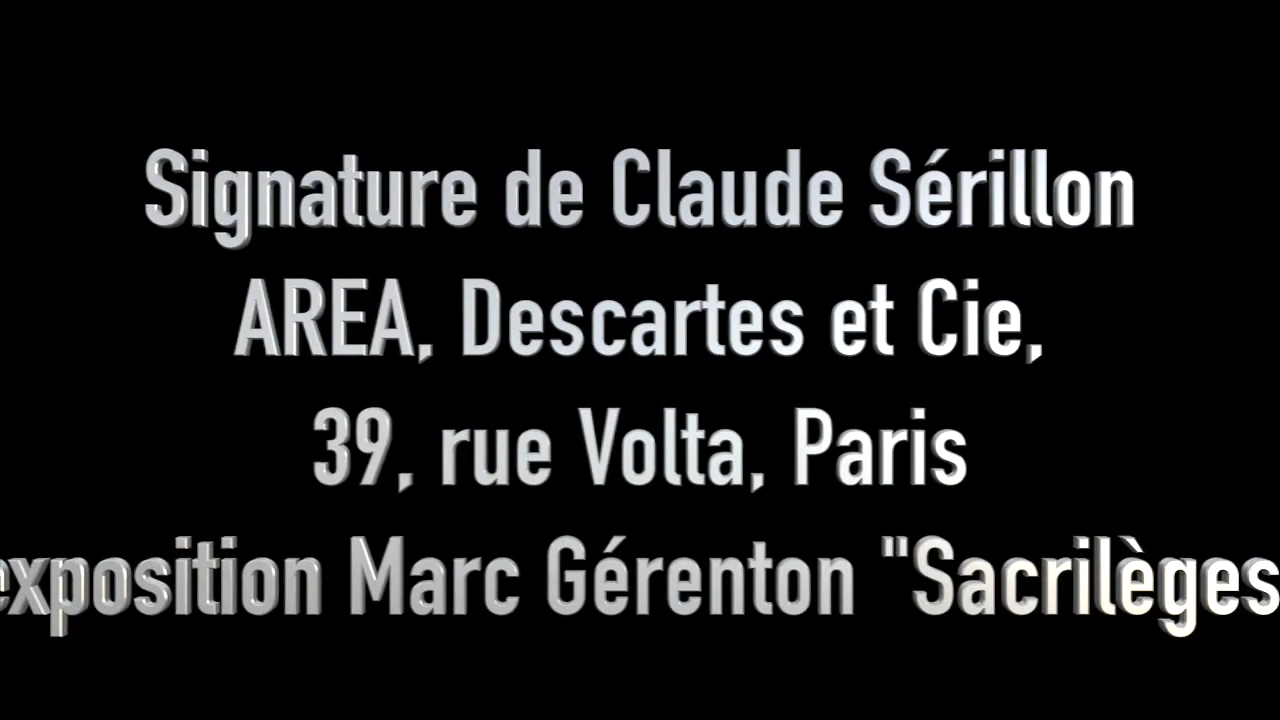 Signature de Claude Sérillon
AREA, Descartes et Cie,
39, rue Volta, Paris
exposition Marc Gérenton "Sacrilèges